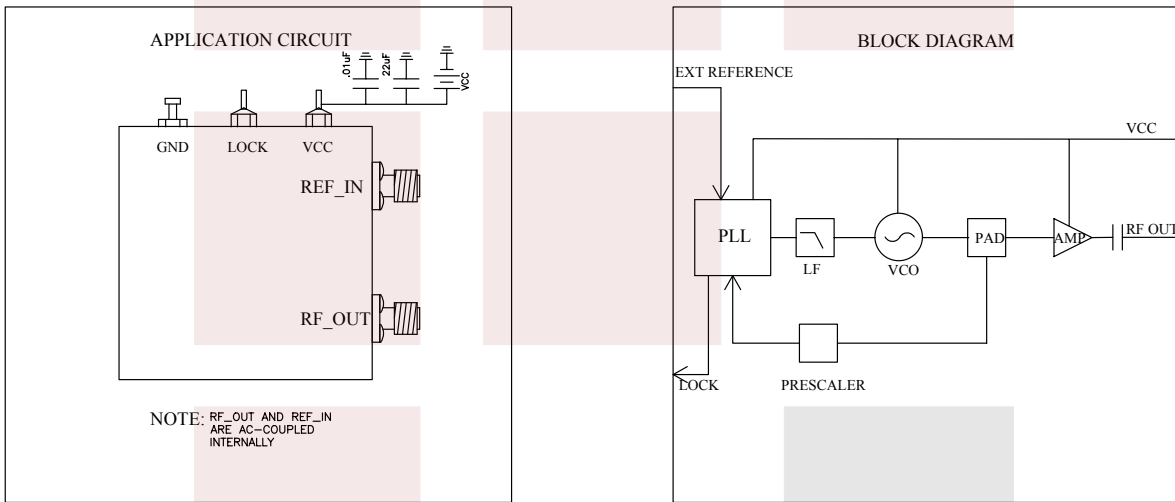 APPLICATION CIRCUIT
.01uF
22uF
VCC
GND
LOCK
VCC
REF_IN
RF_OUT
NOTE: RF_OUT AND REF_IN
ARE AC-COUPLED
INTERNALLY
BLOCK DIAGRAM
EXT REFERENCE
VCC
PLL
LF
VCO
PAD
AMP
RF OUT
PRESCALER
LOCK